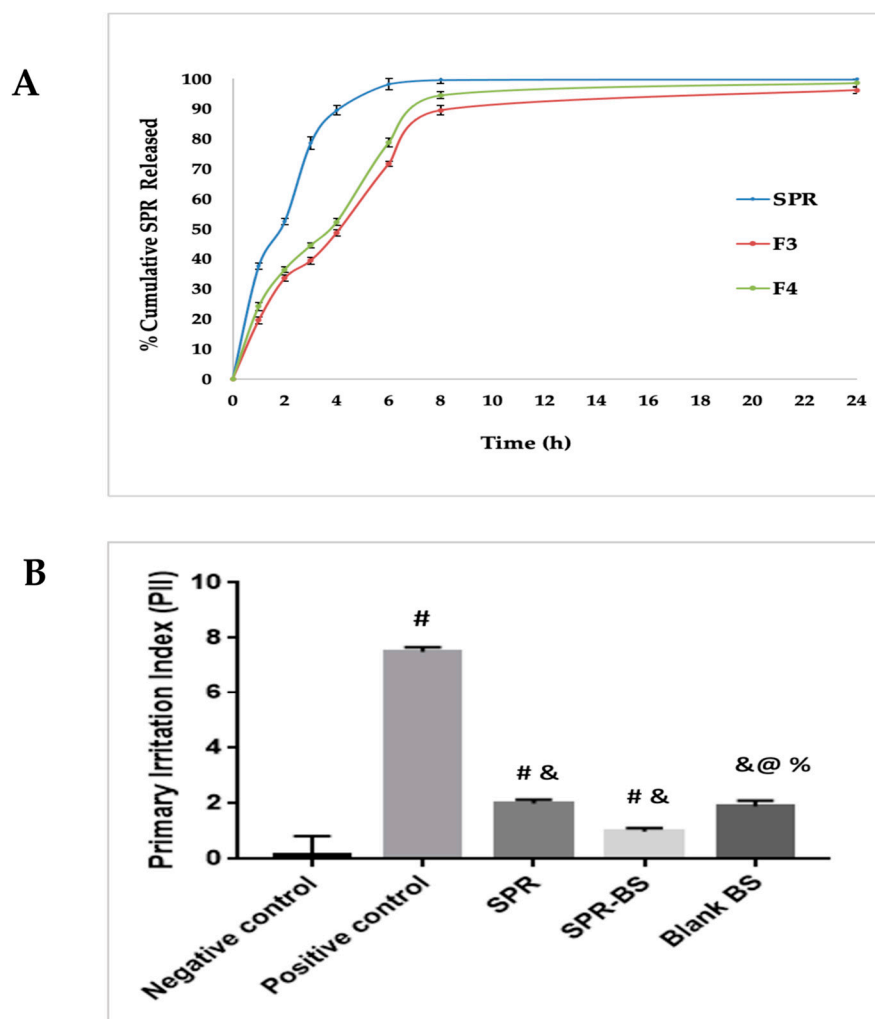 A
100
90
80
70
60
50
40
30
20
10
0
% Cumulative SPR Released
SPR
F3
F4
0 2 4 6 8 10 12 14 16 18 20 22 24
Time (h)
B
10
8
6
4
2
0
Primary Irritation Index (PII)
#
# &
# &
&@ %
Negative control
Positive control
SPR
SPR-BS
Blank BS